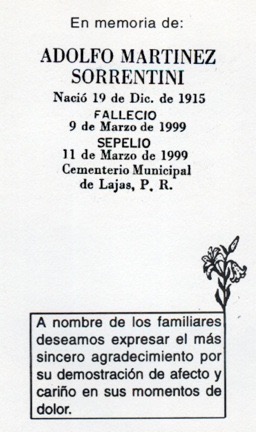 En memoria de:
ADOLFO MARTINEZ
SORRENTINI
Nació 19 de Dic. de 1915
FALLECIO
9 de Marzo de 1999
SEPELIO
11 de Marzo de 1999
Cementerio Municipal
de Lajas, P. R.
A nombre de los familiares
deseamos expresar el más
sincero agradecimiento por
su demostración de afecto y
cariño en sus momentos de
dolor.